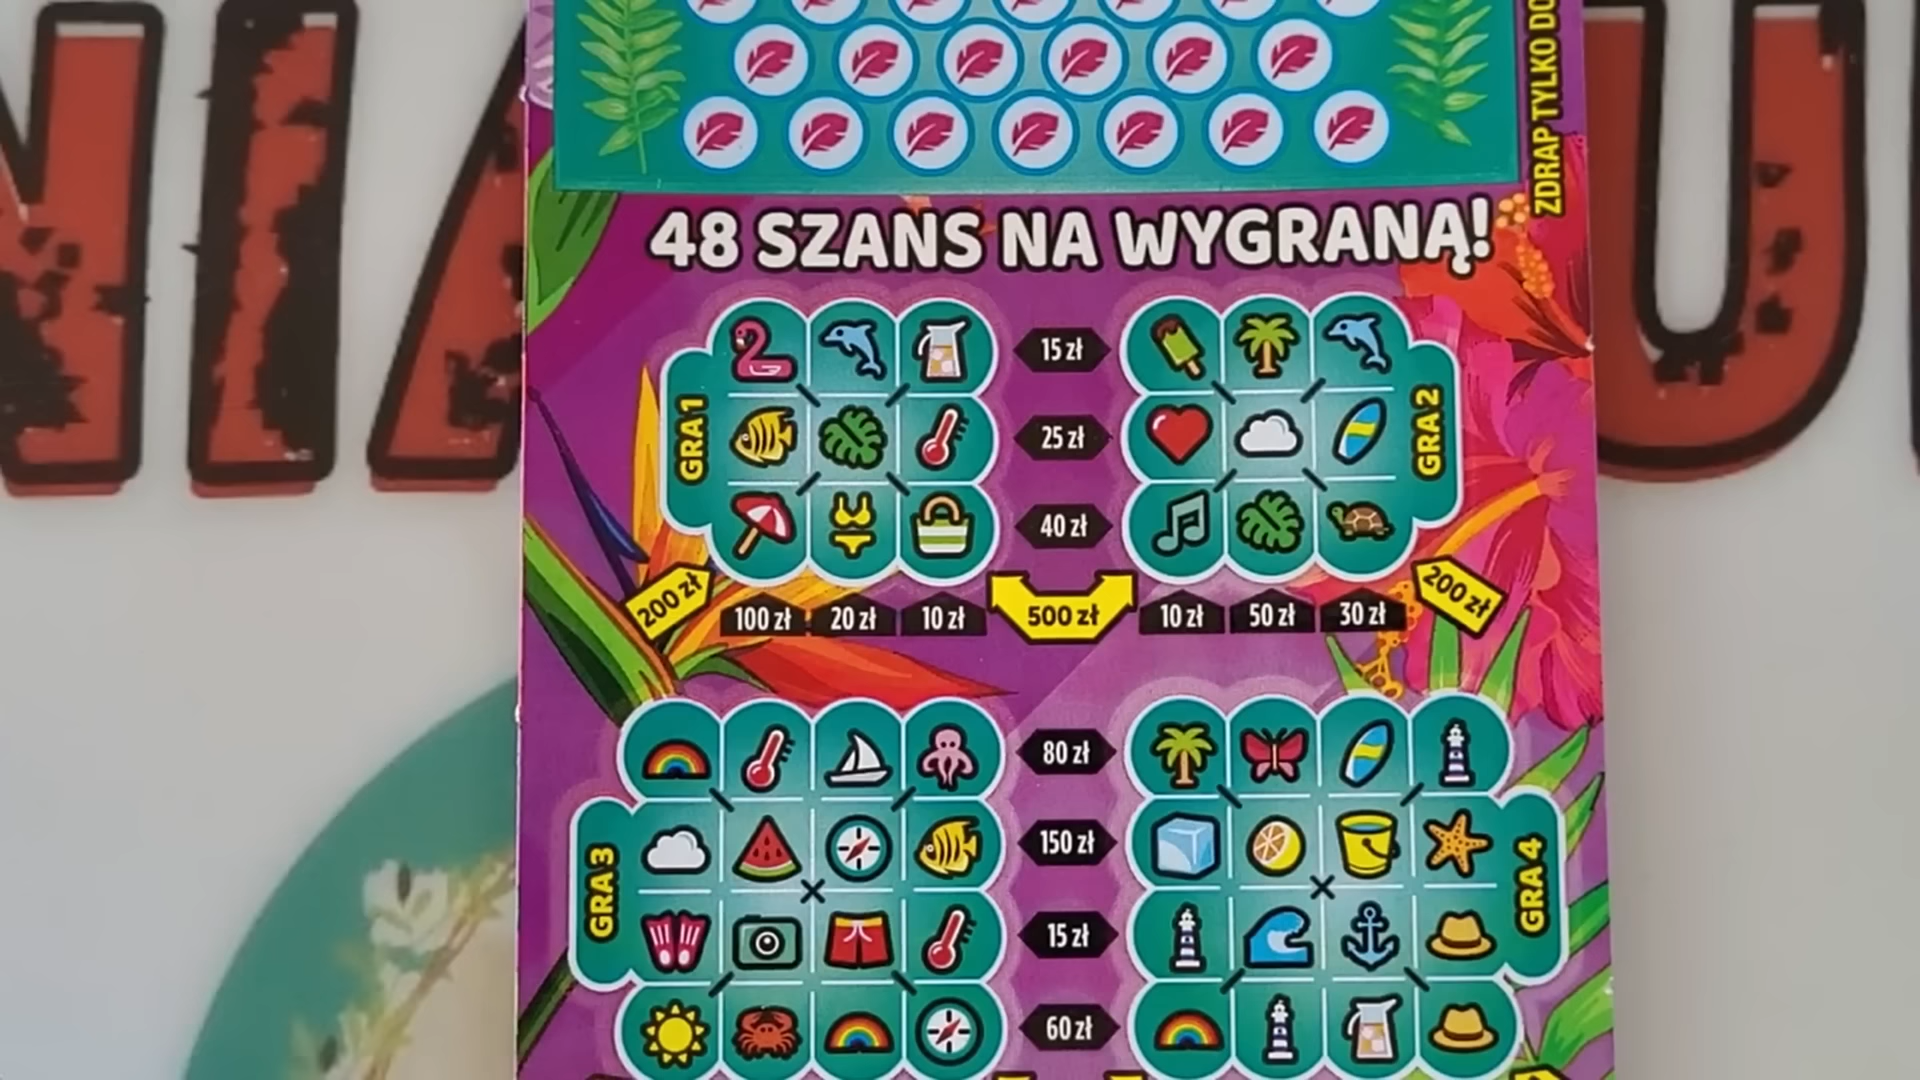 ZDRAP TYLKO DO
48 SZANS NA WYGRANĄ!
GRA 1
15 zł
25 zł
40 zł
GRA 2
200 zł
100 zł
20 zł
10 zł
500 zł
10 zł
50 zł
30 zł
200 zł
GRA 3
80 zł
150 zł
15 zł
60 zł
GRA 4